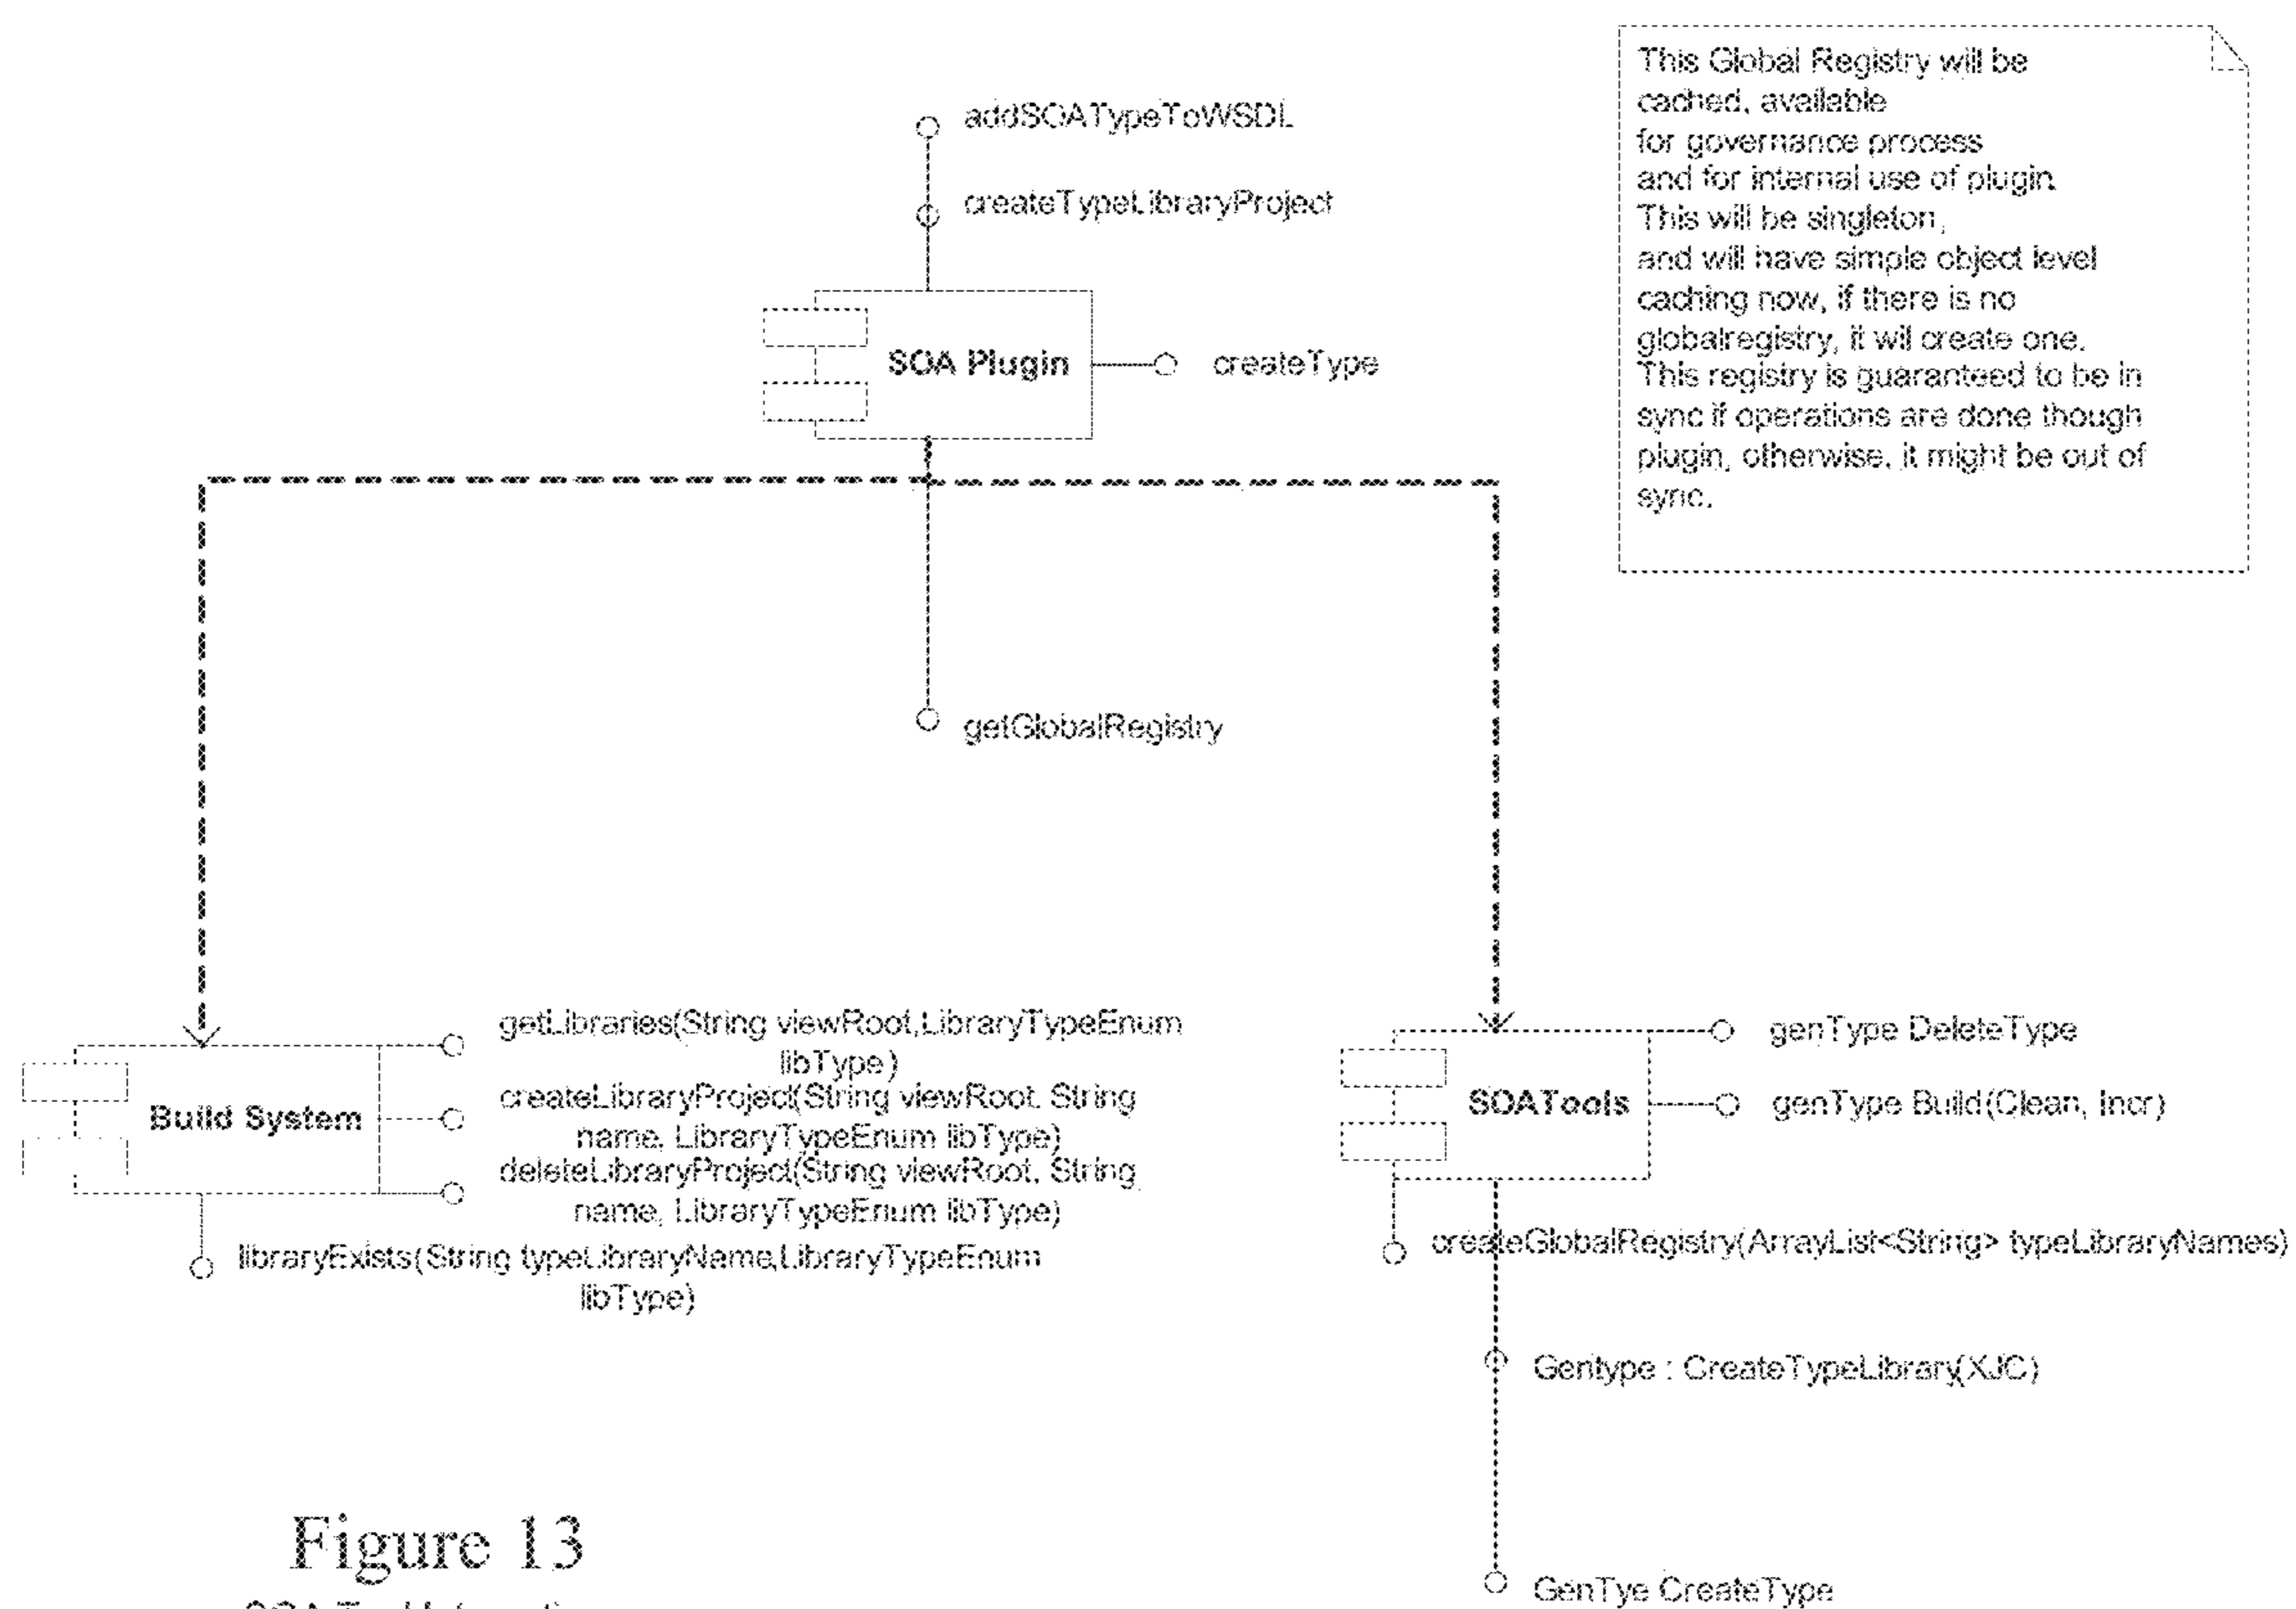 addSOATypeToWSDL
createTypeLibraryProject
SOA Plugin
createType
getGlobalRegistry
This Global Registry will be
cached, available
for governance process
and for internal use of plugin.
This will be singleton,
and will have simple object level
caching now, if there is no
globalregistry, it wil create one.
This registry is guaranteed to be in
sync if operations are done though
plugin, otherwise, it might be out of
sync.
Build System
getLibraries(String viewRoot,LibraryTypeEnum
libType)
createLibraryProject(String viewRoot. String
name, LibraryTypeEnum libType)
deleteLibraryProject(String viewRoot, String
name, LibraryTypeEnum libType)
libraryExists(String typeLibraryName,LibraryTypeEnum
libType)
SOATools
genType DeleteType
genType Build(Clean, Incr)
createGlobalRegistry(ArrayList<String> typeLibraryNames)
Gentype : CreateTypeLibrary(XJC)
GenTye CreateType
Figure 13